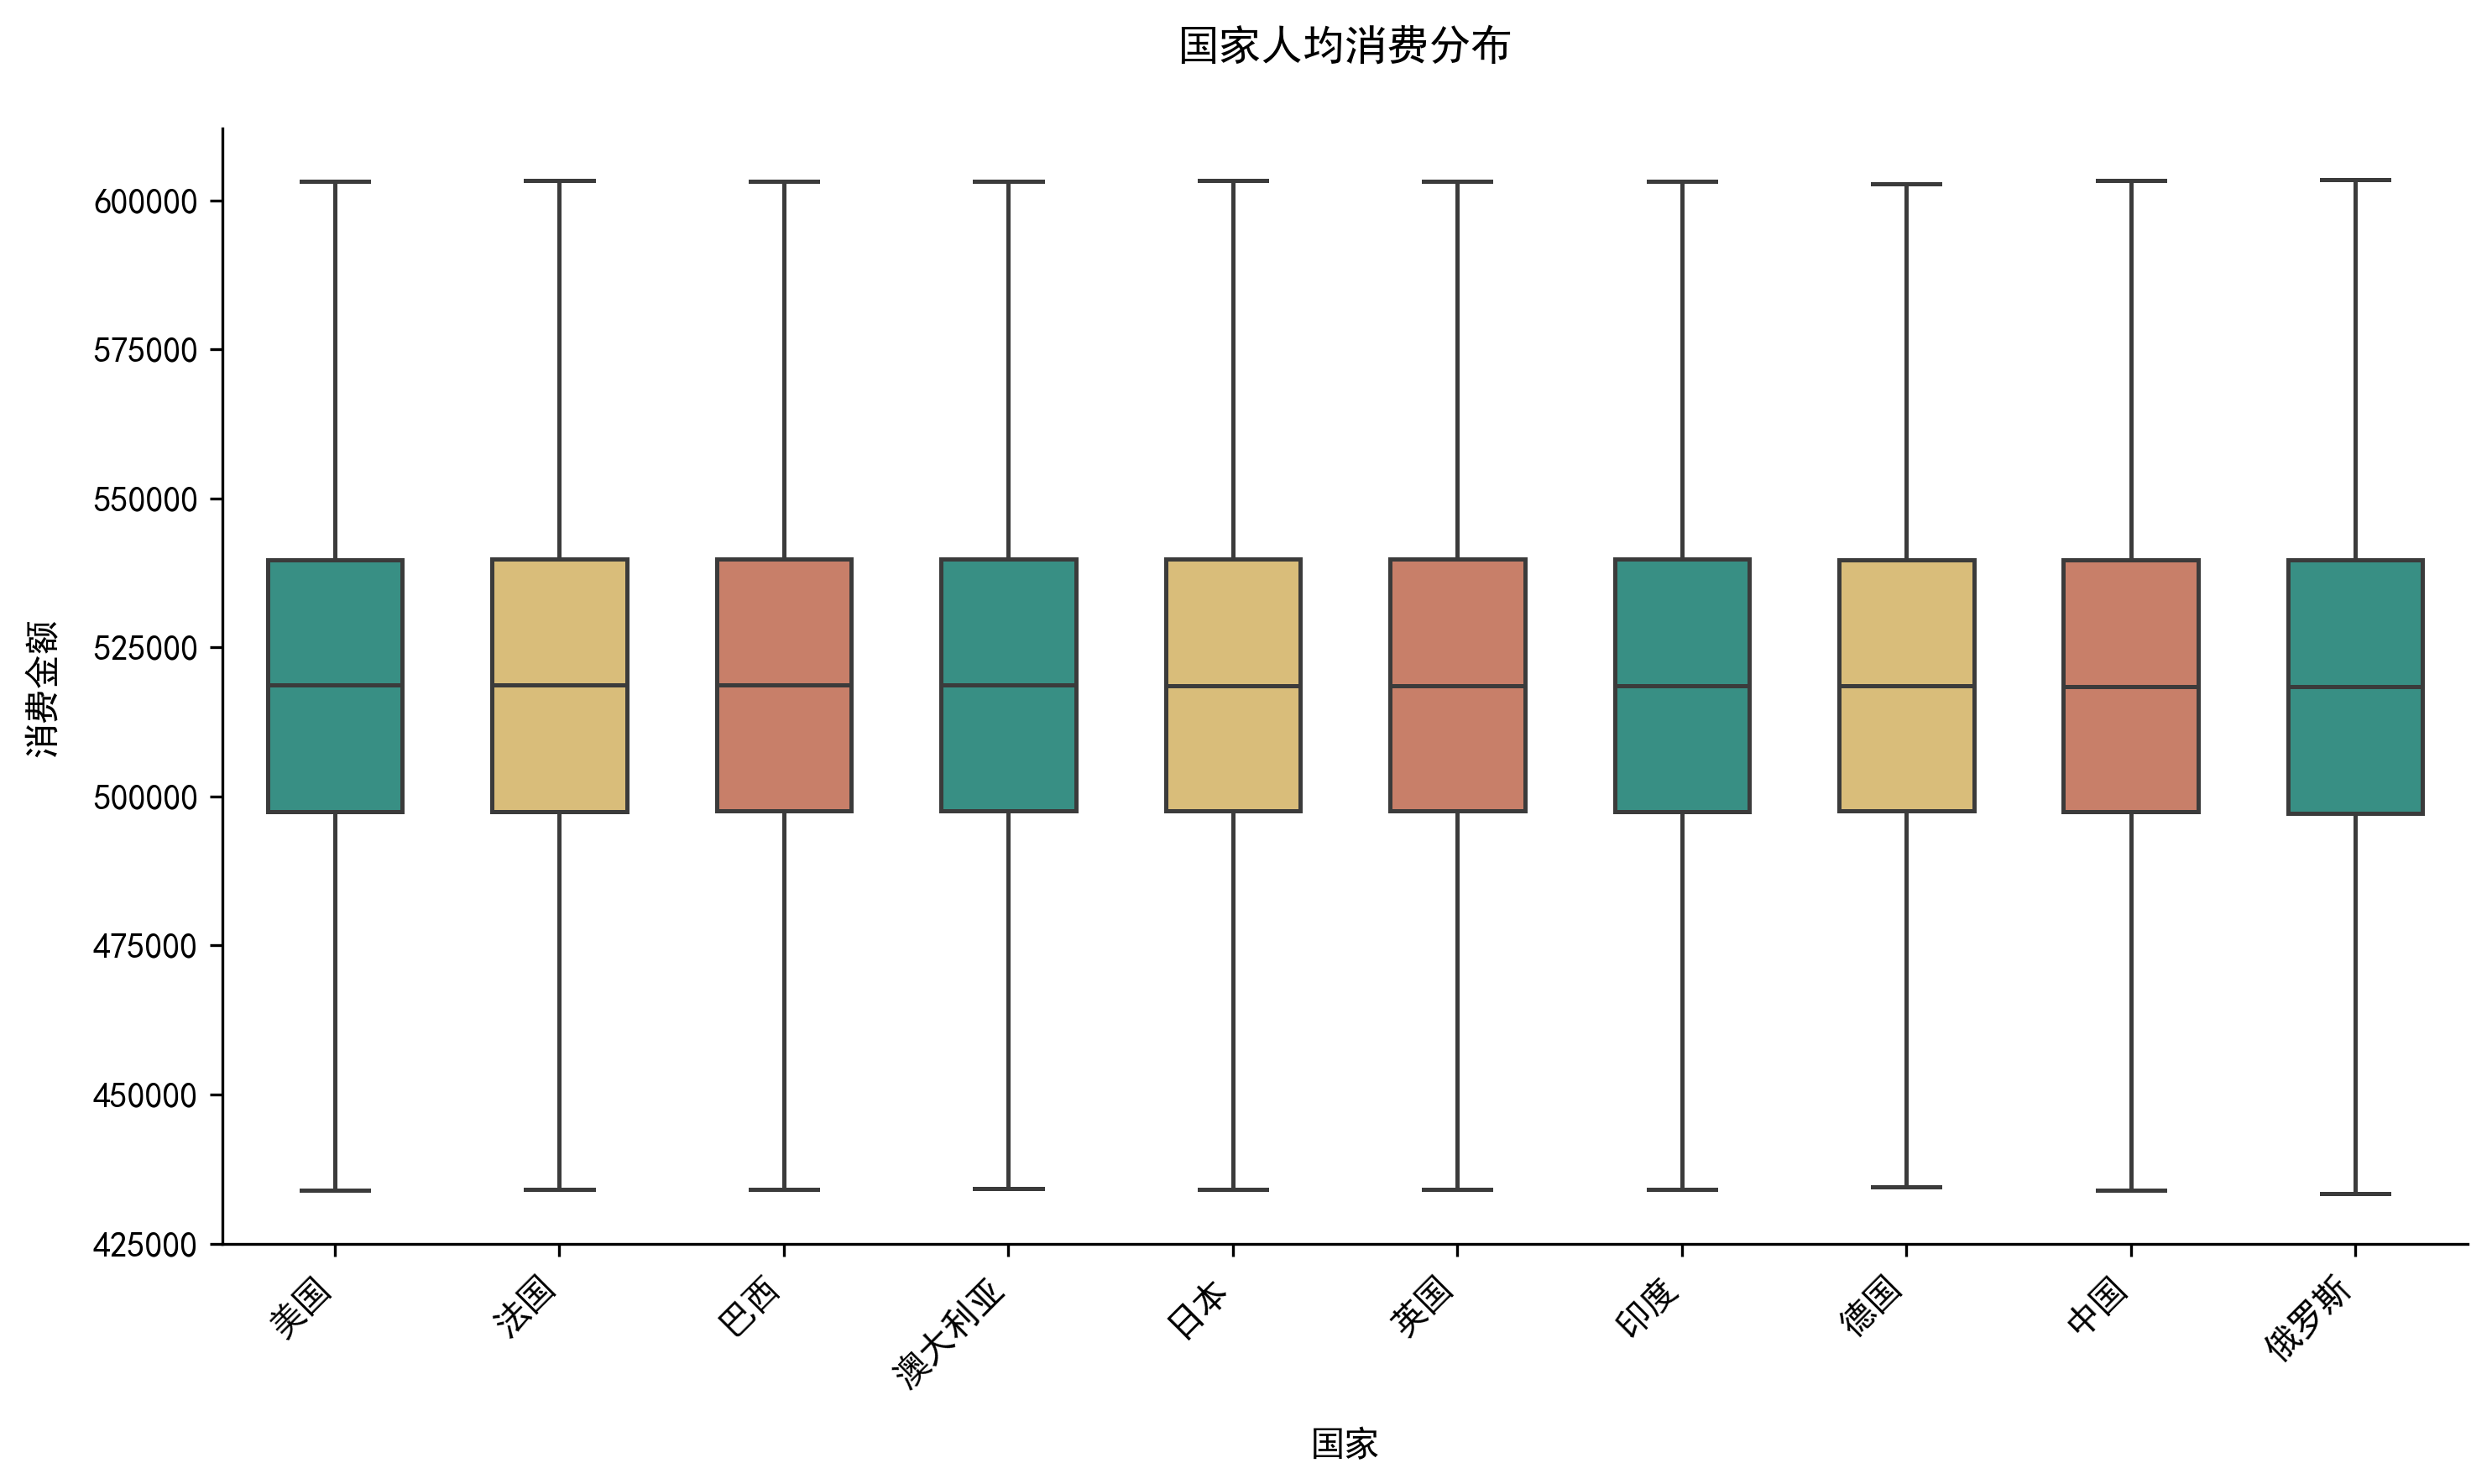 国家人均消费分布
消费金额
600000
575000
550000
525000
500000
475000
450000
425000
美国
法国
巴西
澳大利亚
日本
英国
印度
德国
中国
俄罗斯
国家